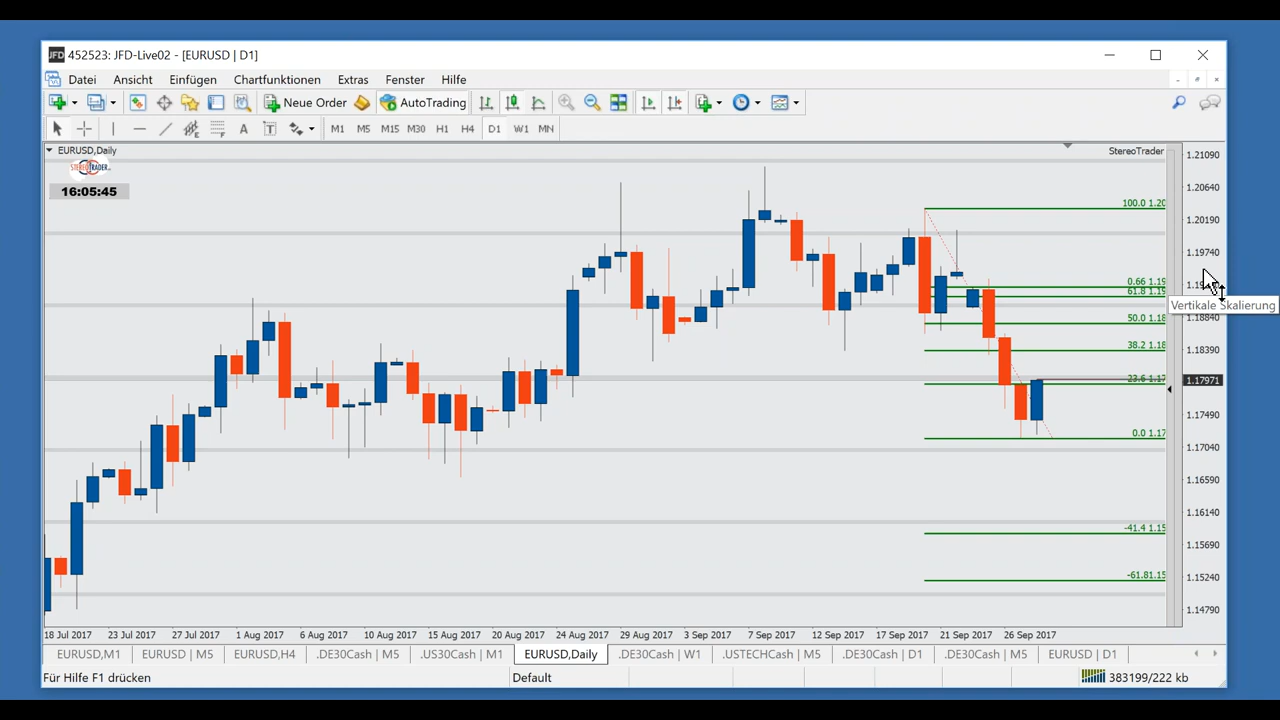 452523: JFD-Live02 - [EURUSD | D1]
Datei Ansicht Einfügen Chartfunktionen Extras Fenster Hilfe
Neue Order AutoTrading
A T M1 M5 M15 M30 H1 H4 D1 W1 MN
EURUSD,Daily
StereoTrader
STEREOTRADER
16:05:45
1.21090
1.20640
100.0 1.20
1.20190
1.19740
0.66 1.19
61.8 1.19
Vertikale Skalierung
50.0 1.18
1.18840
38.2 1.18
1.18390
23.6 1.17
1.17971
1.17490
0.0 1.17
1.17040
1.16590
1.16140
-41.4 1.15
1.15690
-61.81.15
1.15240
1.14790
18 Jul 2017 23 Jul 2017 27 Jul 2017 1 Aug 2017 6 Aug 2017 10 Aug 2017 15 Aug 2017 20 Aug 2017 24 Aug 2017 29 Aug 2017 3 Sep 2017 7 Sep 2017 12 Sep 2017 17 Sep 2017 21 Sep 2017 26 Sep 2017
EURUSD,M1 EURUSD | M5 EURUSD,H4 .DE30Cash | M5 .US30Cash | M1 EURUSD,Daily .DE30Cash | W1 .USTECHCash | M5 .DE30Cash | D1 .DE30Cash | M5 EURUSD | D1
Für Hilfe F1 drücken Default 383199/222 kb